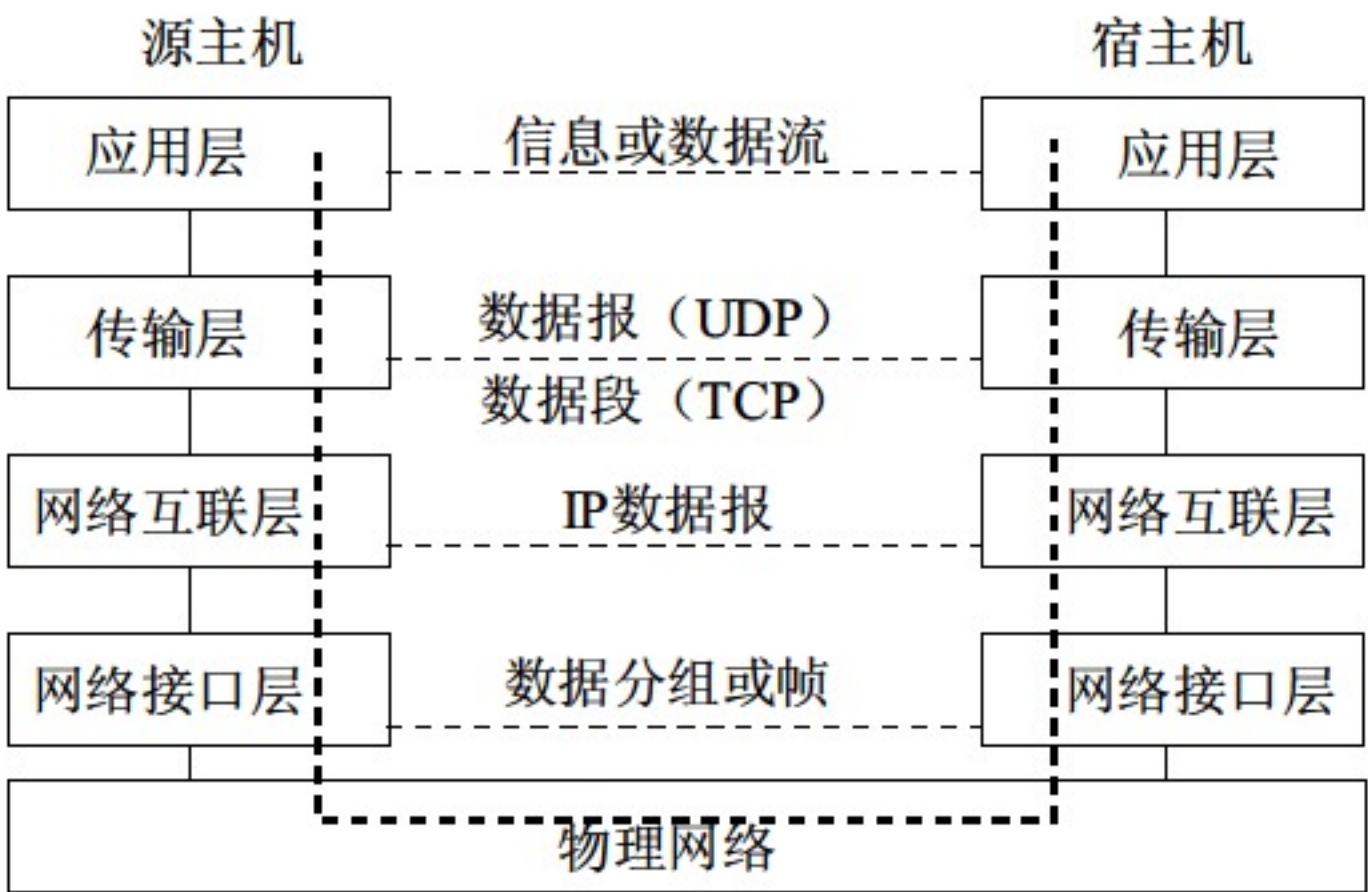 源主机
宿主机
应用层
信息或数据流
应用层
传输层
数据报（UDP）
数据段（TCP）
传输层
网络互联层
IP数据报
网络互联层
网络接口层
数据分组或帧
网络接口层
物理网络